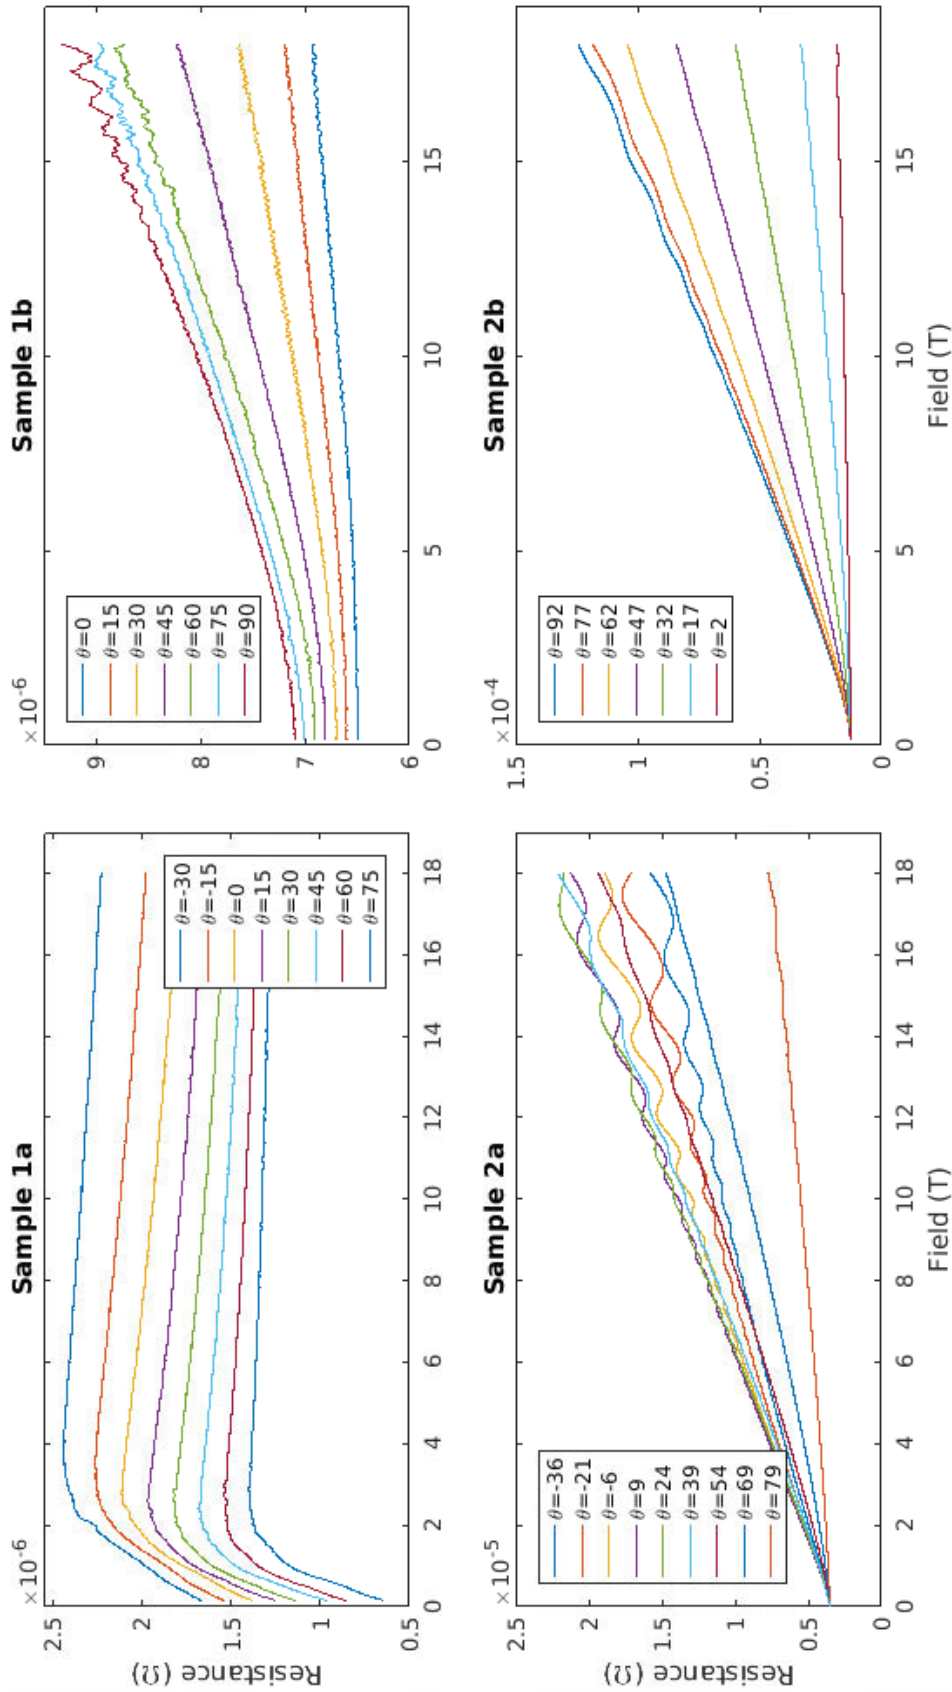 Sample 1a
×10-6
Resistance (Ω)
2.5
2
1.5
1
0.5
0
2
4
6
8
10
12
14
16
18
θ=-30
θ=-15
θ=0
θ=15
θ=30
θ=45
θ=60
θ=75
Sample 1b
×10-6
9
8
7
6
0
5
10
15
θ=0
θ=15
θ=30
θ=45
θ=60
θ=75
θ=90
Sample 2a
×10-5
Resistance (Ω)
2
1.5
1
0.5
0
0
2
4
6
8
10
12
14
16
18
Field (T)
θ=-36
θ=-21
θ=-6
θ=9
θ=24
θ=39
θ=54
θ=69
θ=79
Sample 2b
×10-4
1.5
1
0.5
0
0
5
10
15
Field (T)
θ=92
θ=77
θ=62
θ=47
θ=32
θ=17
θ=2